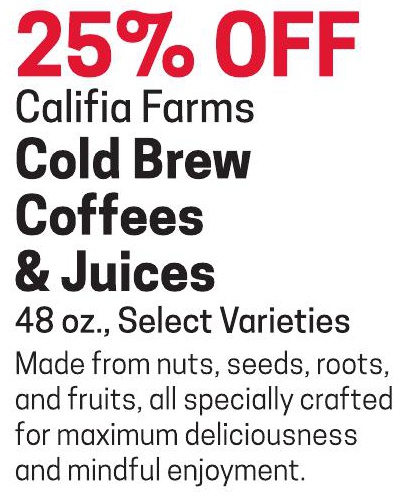 25% OFF
Califia Farms
Cold Brew
Coffees
& Juices
48 oz., Select Varieties
Made from nuts, seeds, roots,
and fruits, all specially crafted
for maximum deliciousness
and mindful enjoyment.